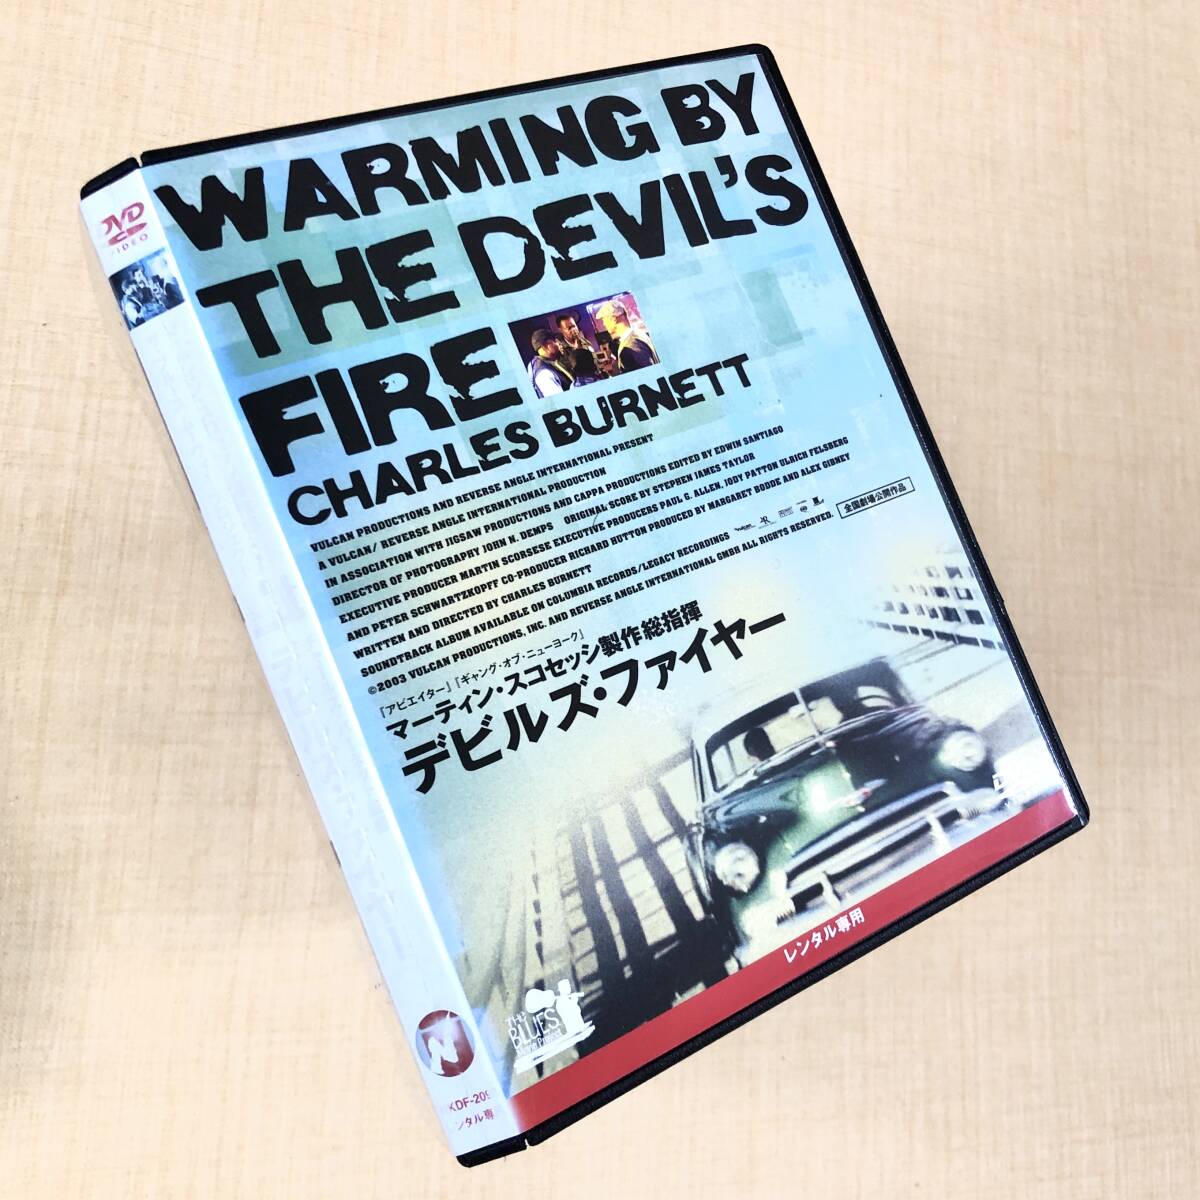 WARMING BY
THE DEVIL'S
FIRE
CHARLES BURNETT
VULCAN PRODUCTIONS AND REVERSE ANGLE INTERNATIONAL PRESENT
A VULCAN/ REVERSE ANGLE INTERNATIONAL PRODUCTION
IN ASSOCIATION WITH JIGSAW PRODUCTIONS AND CAPPA PRODUCTIONS EDITED BY EDWIN SANTIAGO
DIRECTOR OF PHOTOGRAPHY JOHN N. DEMPS ORIGINAL SCORE BY STEPHEN JAMES TAYLOR
EXECUTIVE PRODUCER MARTIN SCORSESE EXECUTIVE PRODUCERS PAUL G. ALLEN, JODY PATTON ULRICH FELSBERG
AND PETER SCHWARTZKOPFF CO-PRODUCER RICHARD HUTTON PRODUCED BY MARGARET BODDE AND ALEX GIBNEY
WRITTEN AND DIRECTED BY CHARLES BURNETT
SOUNDTRACK ALBUM AVAILABLE ON COLUMBIA RECORDS/LEGACY RECORDINGS
©2003 VULCAN PRODUCTIONS, INC. AND REVERSE ANGLE INTERNATIONAL GMBH ALL RIGHTS RESERVED.
全国劇場公開作品
『アビエイター』『ギャング・オブ・ニューヨーク』
マーティン・スコセッシ製作総指揮
デビルズ・ファイヤー
レンタル専用
THE
BLUES
Movie Project
DVD
VIDEO
N
KDF-209
ンタル専